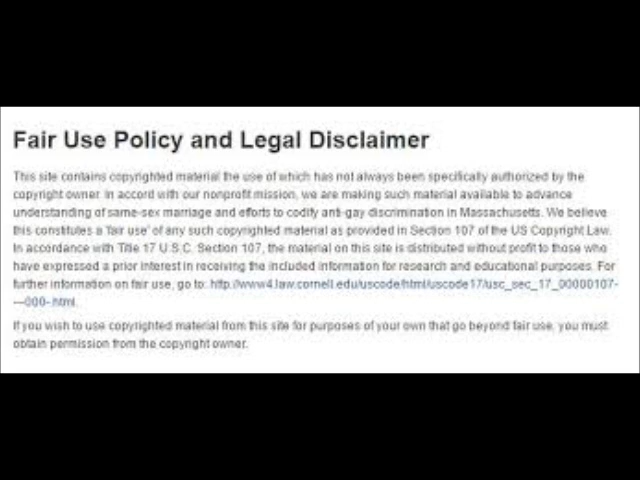 Fair Use Policy and Legal Disclaimer
This site contains copyrighted material the use of which has not always been specifically authorized by the
copyright owner. In accord with our nonprofit mission, we are making such material available to advance
understanding of same-sex marriage and efforts to codify anti-gay discrimination in Massachusetts. We believe
this constitutes a 'fair use' of any such copyrighted material as provided in Section 107 of the US Copyright Law.
In accordance with Title 17 U.S.C. Section 107, the material on this site is distributed without profit to those who
have expressed a prior interest in receiving the included information for research and educational purposes. For
further information on fair use, go to: http://www4.law.cornell.edu/uscode/html/uscode17/usc_sec_17_00000107-
---000-.html.
If you wish to use copyrighted material from this site for purposes of your own that go beyond fair use, you must
obtain permission from the copyright owner.